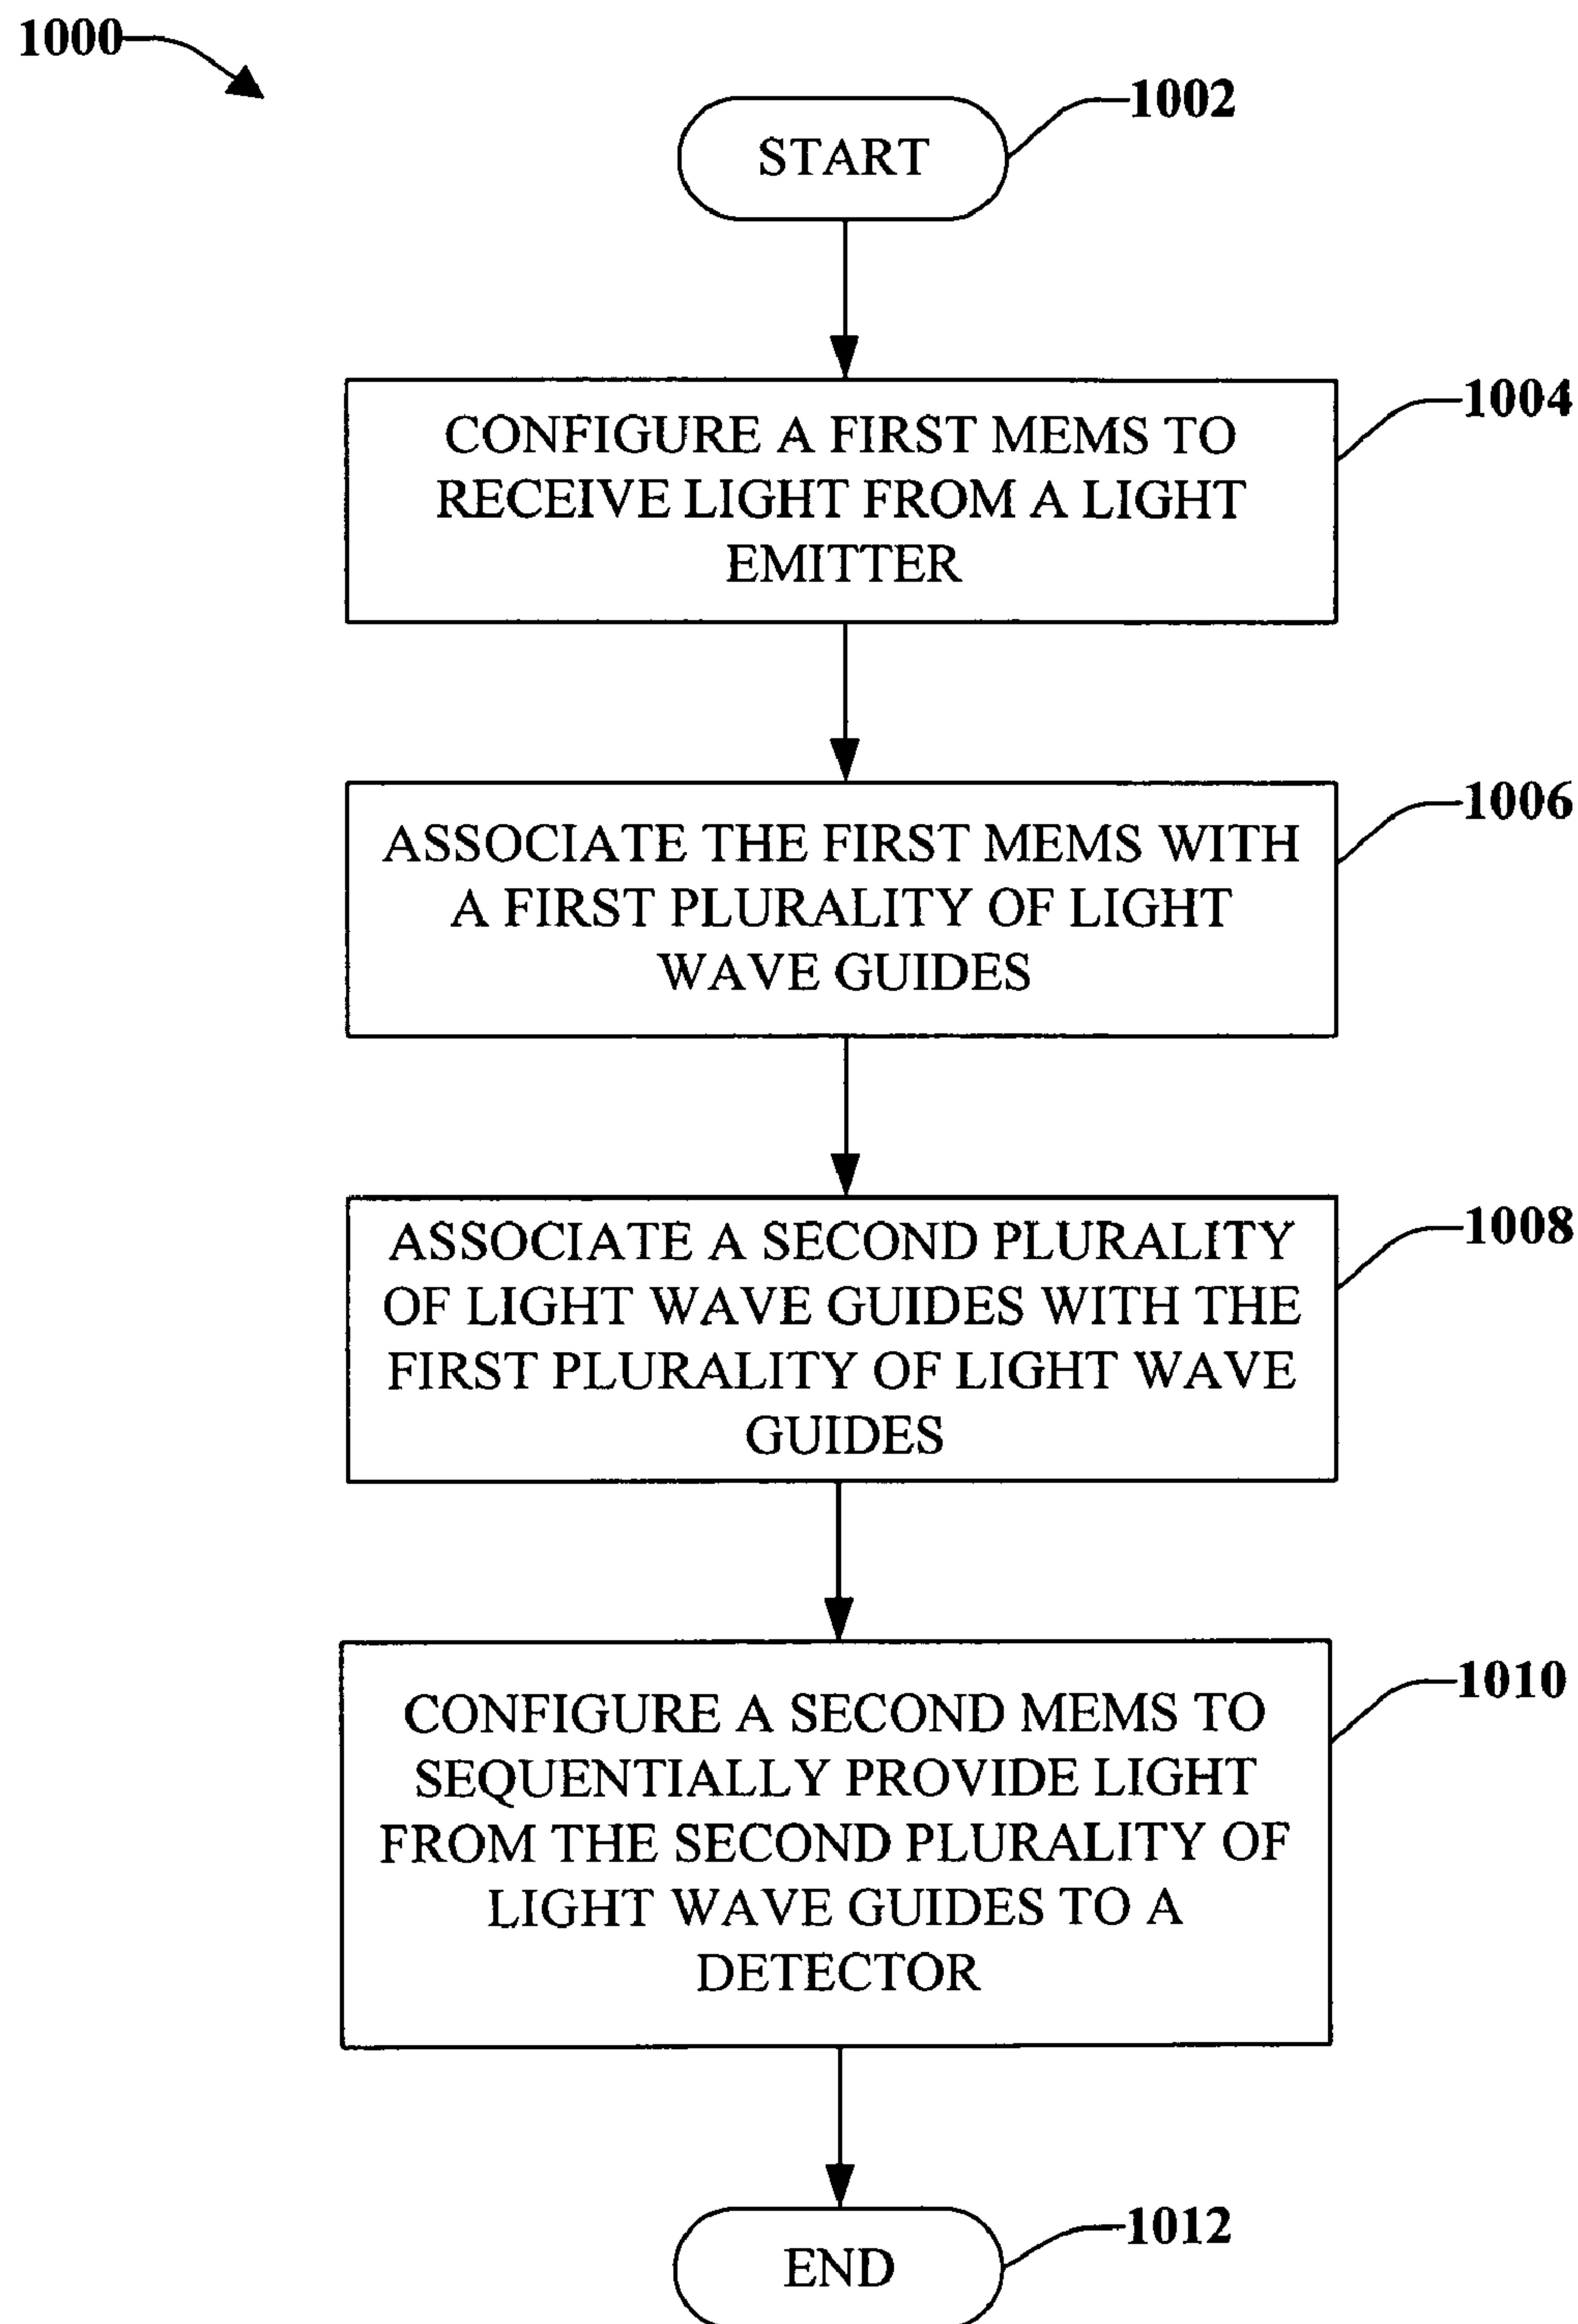 1000
1002
START
1004
CONFIGURE A FIRST MEMS TO
RECEIVE LIGHT FROM A LIGHT
EMITTER
1006
ASSOCIATE THE FIRST MEMS WITH
A FIRST PLURALITY OF LIGHT
WAVE GUIDES
1008
ASSOCIATE A SECOND PLURALITY
OF LIGHT WAVE GUIDES WITH THE
FIRST PLURALITY OF LIGHT WAVE
GUIDES
1010
CONFIGURE A SECOND MEMS TO
SEQUENTIALLY PROVIDE LIGHT
FROM THE SECOND PLURALITY OF
LIGHT WAVE GUIDES TO A
DETECTOR
1012
END